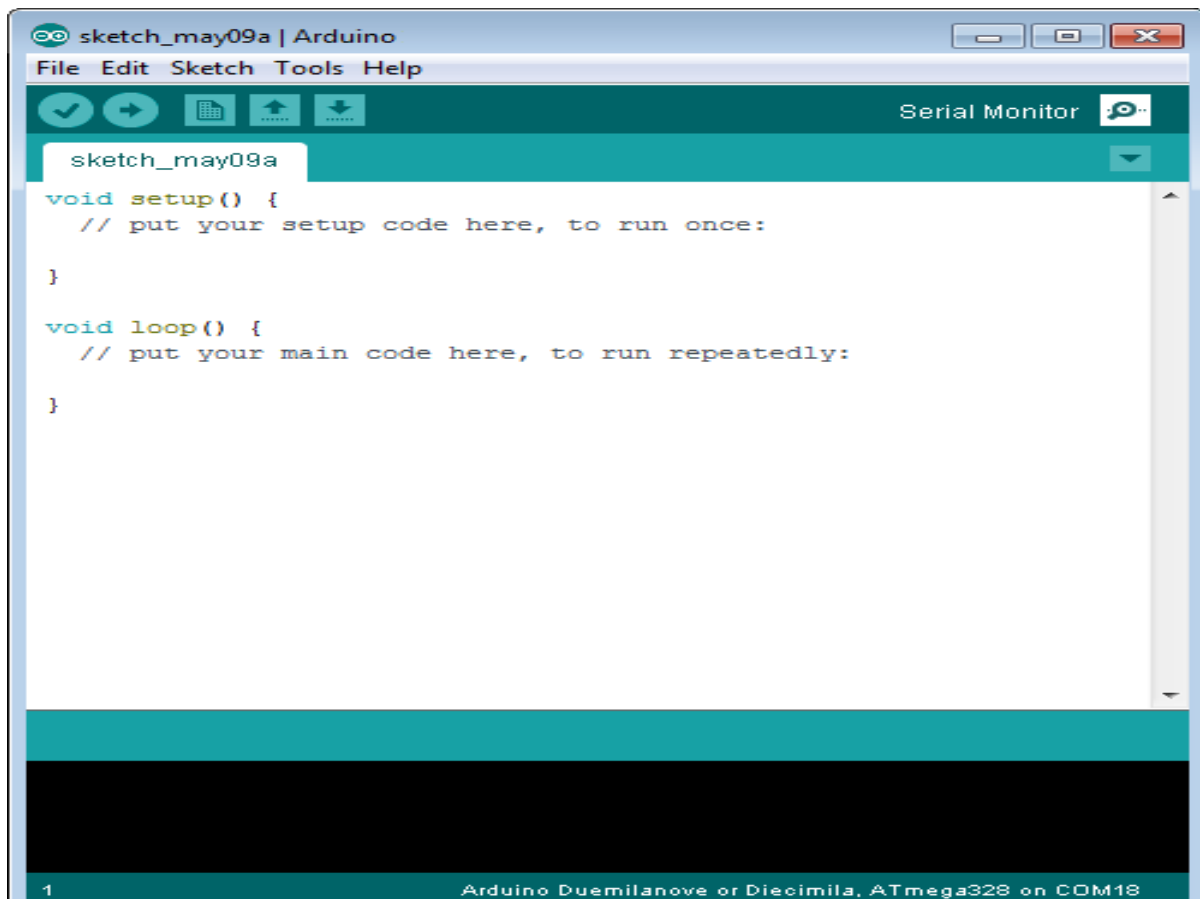 sketch_may09a | Arduino
File Edit Sketch Tools Help
Serial Monitor
sketch_may09a
void setup() {
  // put your setup code here, to run once:
}
void loop() {
  // put your main code here, to run repeatedly:
}
1 Arduino Duemilanove or Diecimila, ATmega328 on COM18